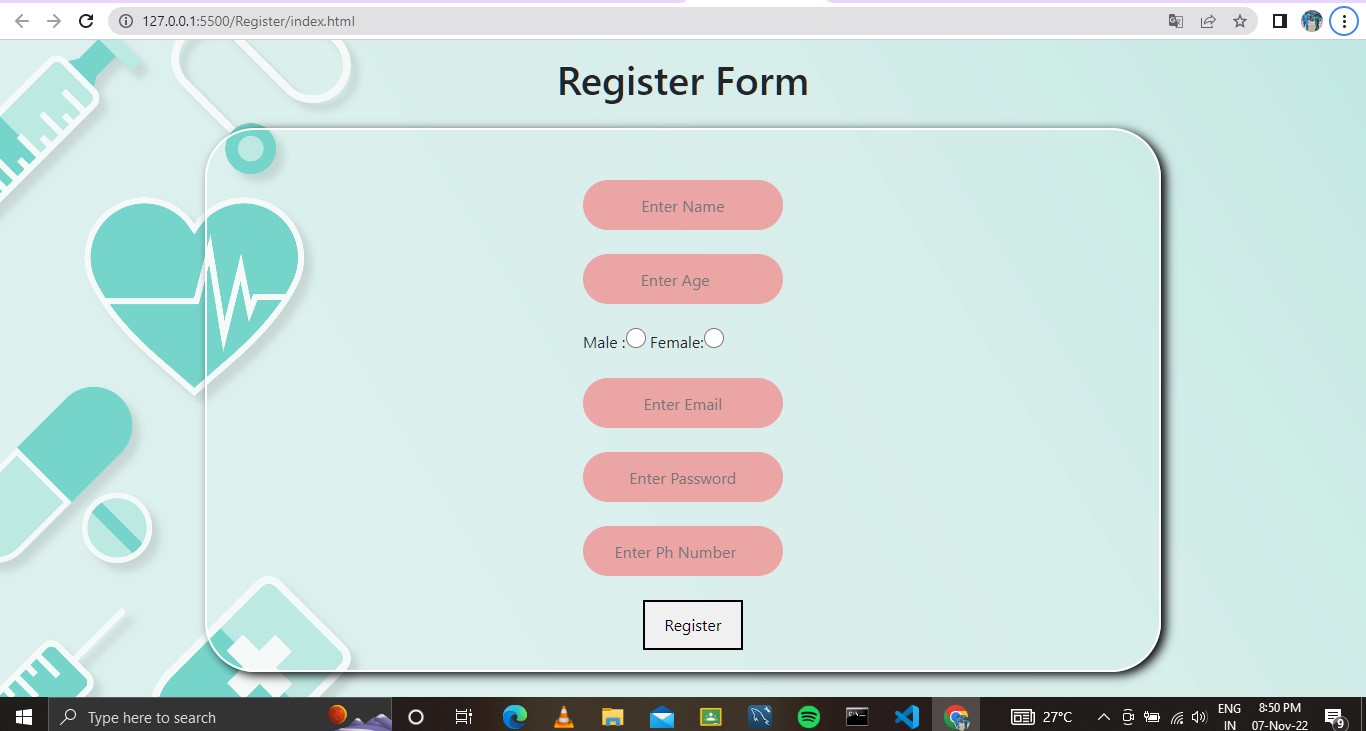 127.0.0.1:5500/Register/index.html
Register Form
Enter Name
Enter Age
Male : Female:
Enter Email
Enter Password
Enter Ph Number
Register
Type here to search
27°C
ENG
IN
8:50 PM
07-Nov-22
9